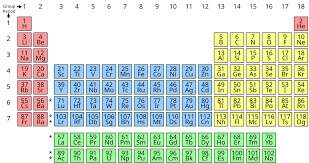 Group → 1 2 3 4 5 6 7 8 9 10 11 12 13 14 15 16 17 18
↓ Period
1 1 H 2 He
2 3 Li 4 Be 5 B 6 C 7 N 8 O 9 F 10 Ne
3 11 Na 12 Mg 13 Al 14 Si 15 P 16 S 17 Cl 18 Ar
4 19 K 20 Ca 21 Sc 22 Ti 23 V 24 Cr 25 Mn 26 Fe 27 Co 28 Ni 29 Cu 30 Zn 31 Ga 32 Ge 33 As 34 Se 35 Br 36 Kr
5 37 Rb 38 Sr 39 Y 40 Zr 41 Nb 42 Mo 43 Tc 44 Ru 45 Rh 46 Pd 47 Ag 48 Cd 49 In 50 Sn 51 Sb 52 Te 53 I 54 Xe
6 55 Cs 56 Ba * 71 Lu 72 Hf 73 Ta 74 W 75 Re 76 Os 77 Ir 78 Pt 79 Au 80 Hg 81 Tl 82 Pb 83 Bi 84 Po 85 At 86 Rn
7 87 Fr 88 Ra ** 103 Lr 104 Rf 105 Db 106 Sg 107 Bh 108 Hs 109 Mt 110 Ds 111 Rg 112 Cn 113 Nh 114 Fl 115 Mc 116 Lv 117 Ts 118 Og
* 57 La 58 Ce 59 Pr 60 Nd 61 Pm 62 Sm 63 Eu 64 Gd 65 Tb 66 Dy 67 Ho 68 Er 69 Tm 70 Yb
** 89 Ac 90 Th 91 Pa 92 U 93 Np 94 Pu 95 Am 96 Cm 97 Bk 98 Cf 99 Es 100 Fm 101 Md 102 No